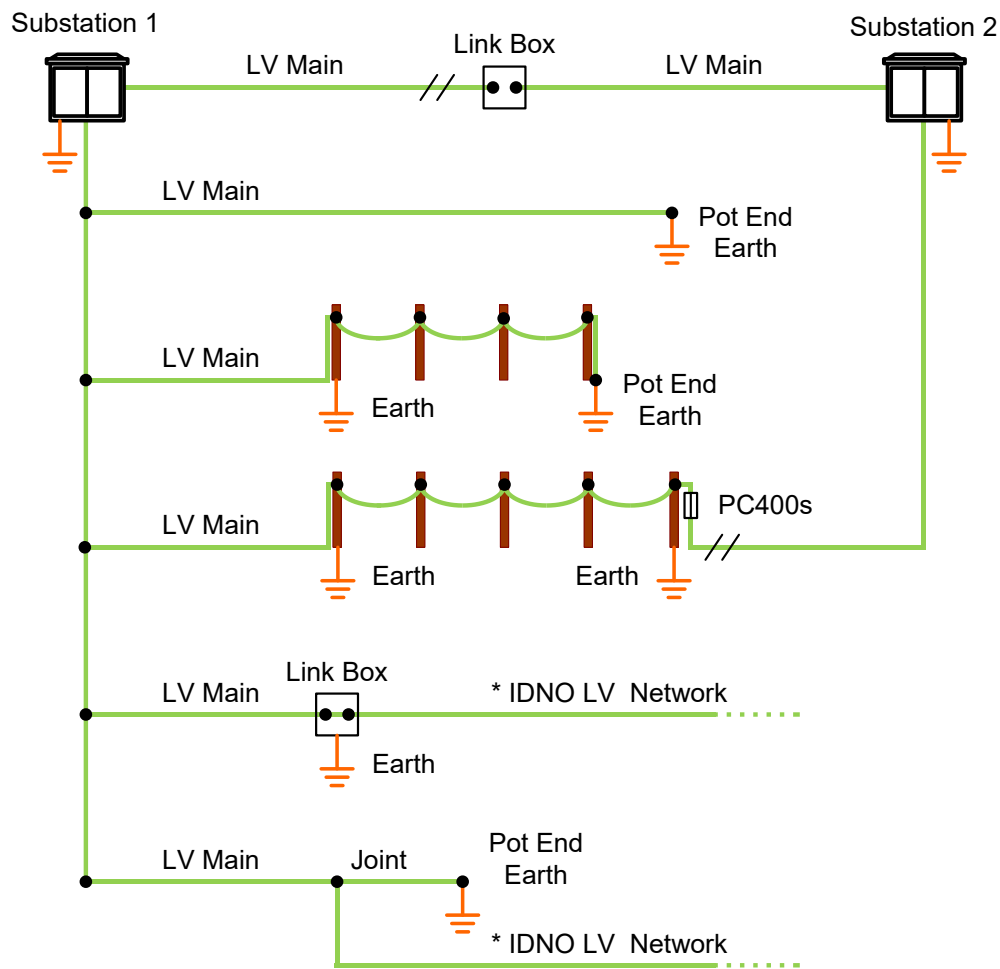 Substation 1
Link Box
Substation 2
LV Main
LV Main
LV Main
Pot End
Earth
LV Main
Earth
Pot End
Earth
LV Main
PC400s
Earth
Earth
Link Box
LV Main
* IDNO LV  Network
Earth
LV Main
Joint
Pot End
Earth
* IDNO LV  Network